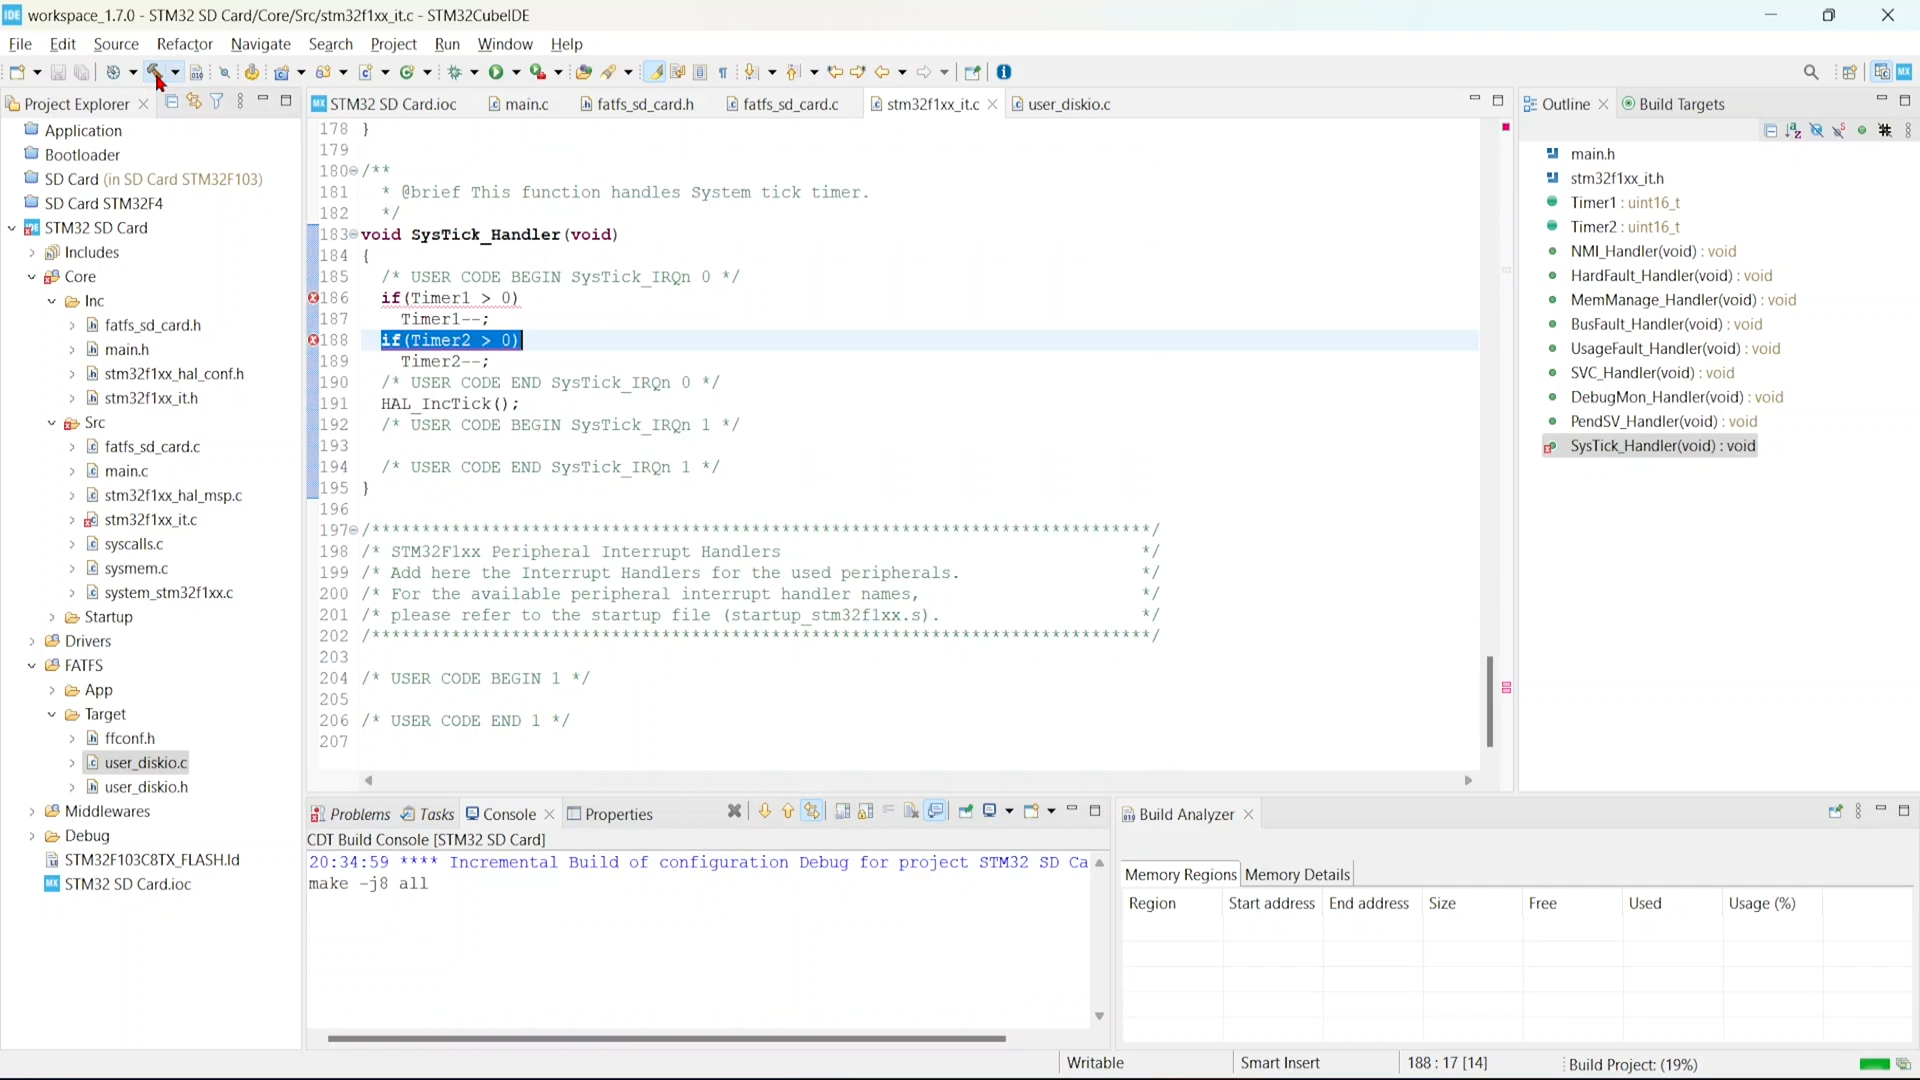 IDE workspace_1.7.0 - STM32 SD Card/Core/Src/stm32f1xx_it.c - STM32CubeIDE
File Edit Source Refactor Navigate Search Project Run Window Help
Project Explorer
Application
Bootloader
SD Card (in SD Card STM32F103)
SD Card STM32F4
STM32 SD Card
Includes
Core
Inc
fatfs_sd_card.h
main.h
stm32f1xx_hal_conf.h
stm32f1xx_it.h
Src
fatfs_sd_card.c
main.c
stm32f1xx_hal_msp.c
stm32f1xx_it.c
syscalls.c
sysmem.c
system_stm32f1xx.c
Startup
Drivers
FATFS
App
Target
ffconf.h
user_diskio.c
user_diskio.h
Middlewares
Debug
STM32F103C8TX_FLASH.ld
MX STM32 SD Card.ioc
MX STM32 SD Card.ioc main.c fatfs_sd_card.h fatfs_sd_card.c stm32f1xx_it.c user_diskio.c
178 }
179
180 /**
181 * @brief This function handles System tick timer.
182 */
183 void SysTick_Handler(void)
184 {
185 /* USER CODE BEGIN SysTick_IRQn 0 */
186 if(Timer1 > 0)
187 Timer1--;
188 if(Timer2 > 0)
189 Timer2--;
190 /* USER CODE END SysTick_IRQn 0 */
191 HAL_IncTick();
192 /* USER CODE BEGIN SysTick_IRQn 1 */
193
194 /* USER CODE END SysTick_IRQn 1 */
195 }
196
197 /******************************************************************************/
198 /* STM32F1xx Peripheral Interrupt Handlers */
199 /* Add here the Interrupt Handlers for the used peripherals. */
200 /* For the available peripheral interrupt handler names, */
201 /* please refer to the startup file (startup_stm32f1xx.s). */
202 /******************************************************************************/
203
204 /* USER CODE BEGIN 1 */
205
206 /* USER CODE END 1 */
207
Outline Build Targets
main.h
stm32f1xx_it.h
Timer1 : uint16_t
Timer2 : uint16_t
NMI_Handler(void) : void
HardFault_Handler(void) : void
MemManage_Handler(void) : void
BusFault_Handler(void) : void
UsageFault_Handler(void) : void
SVC_Handler(void) : void
DebugMon_Handler(void) : void
PendSV_Handler(void) : void
SysTick_Handler(void) : void
Problems Tasks Console Properties
CDT Build Console [STM32 SD Card]
20:34:59 **** Incremental Build of configuration Debug for project STM32 SD Ca
make -j8 all
Build Analyzer
Memory Regions Memory Details
Region Start address End address Size Free Used Usage (%)
Writable Smart Insert 188 : 17 [14] Build Project: (19%)